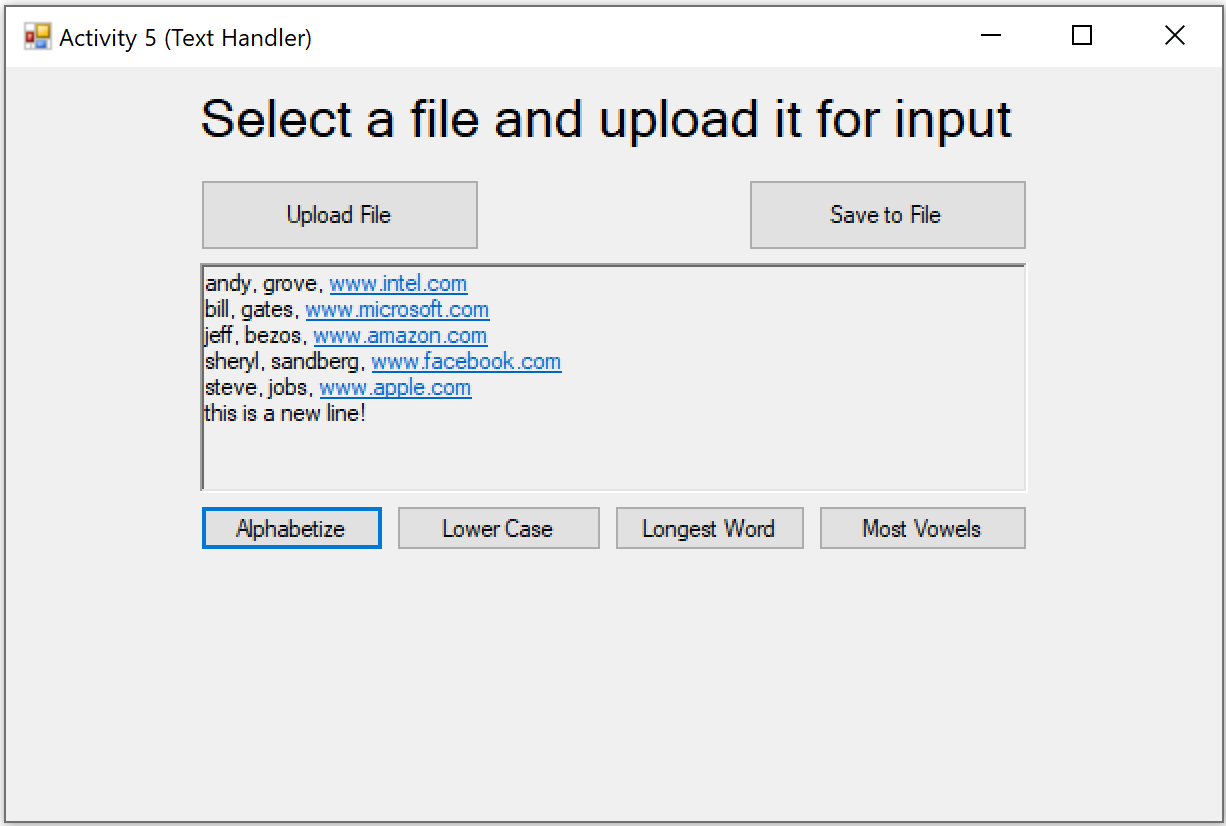 Activity 5 (Text Handler)
Select a file and upload it for input
Upload File
Save to File
andy, grove, www.intel.com
bill, gates, www.microsoft.com
jeff, bezos, www.amazon.com
sheryl, sandberg, www.facebook.com
steve, jobs, www.apple.com
this is a new line!
Alphabetize
Lower Case
Longest Word
Most Vowels